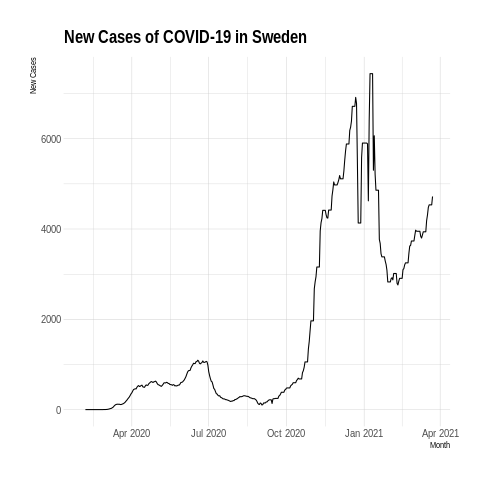 New Cases of COVID-19 in Sweden
New Cases
6000
4000
2000
0
Apr 2020 Jul 2020 Oct 2020 Jan 2021 Apr 2021
Month